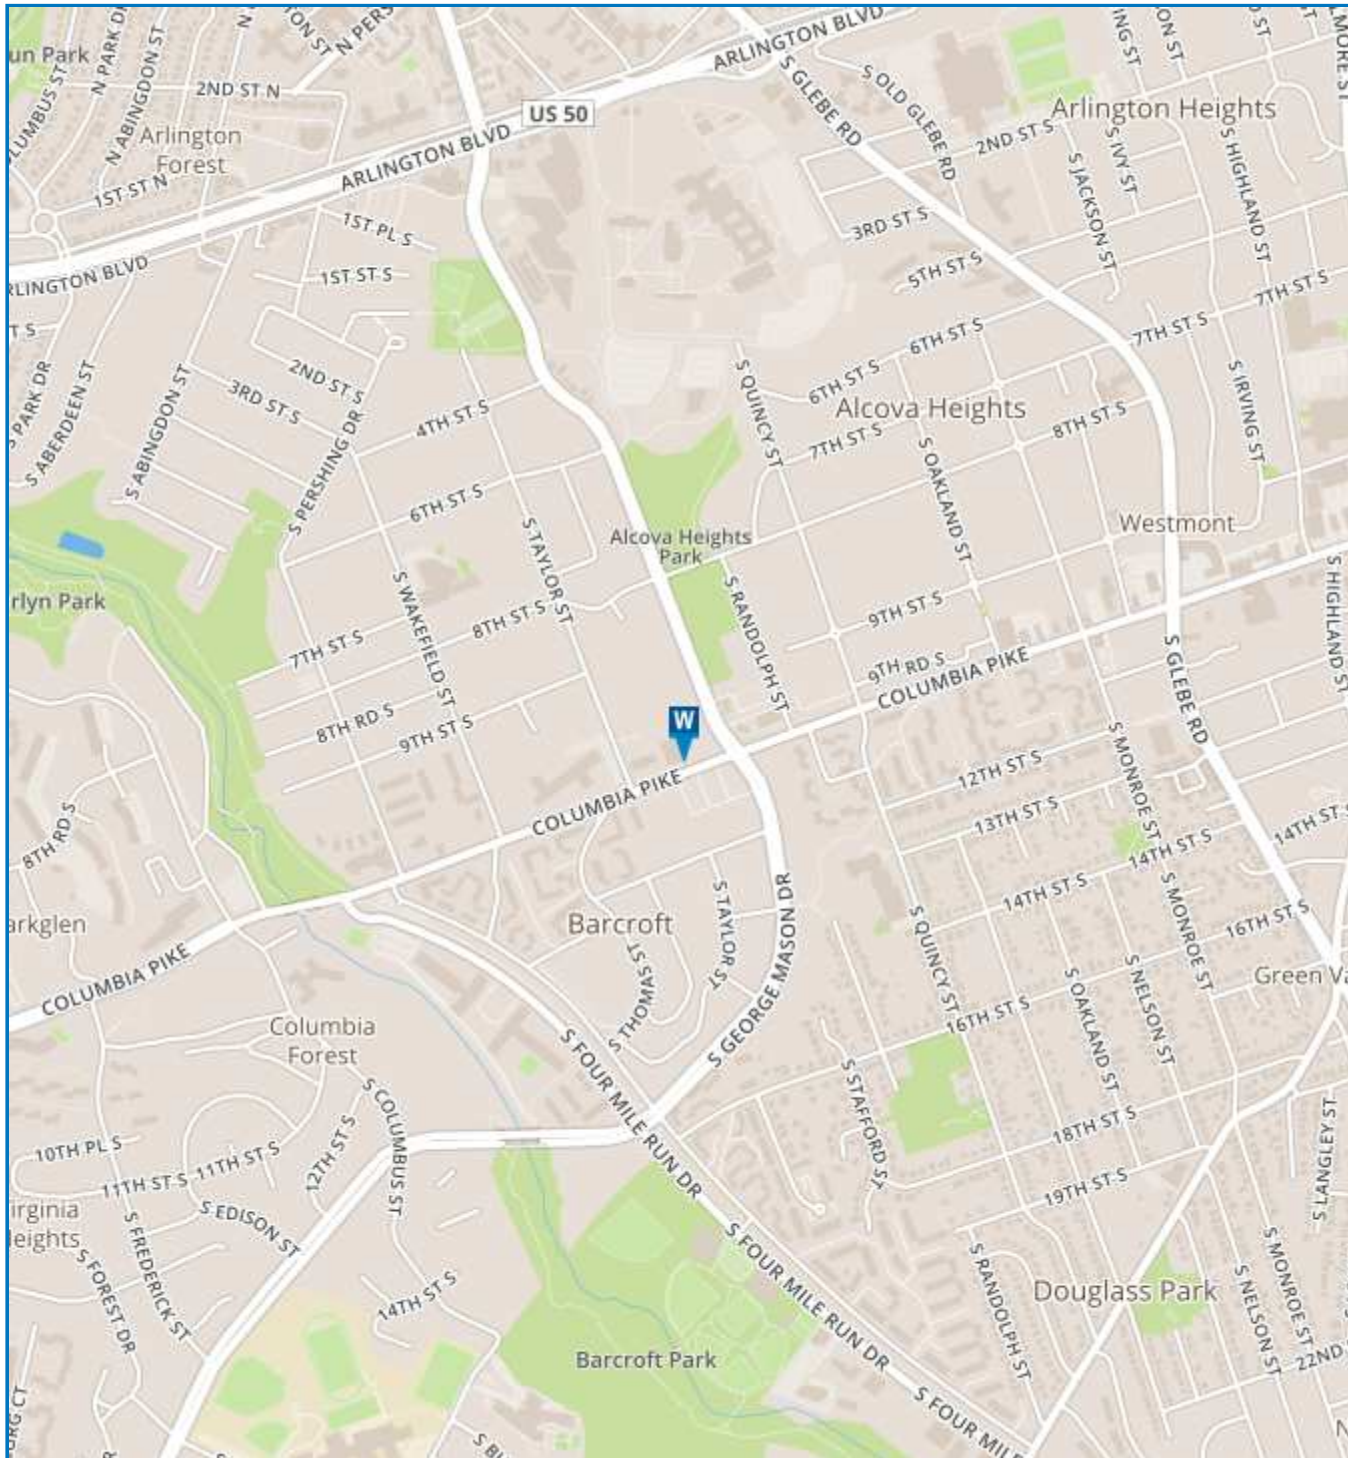 un Park
N PARK DR
N ABINGDON ST
2ND ST N
Arlington
Forest
1ST ST N
ARLINGTON BLVD
US 50
ARLINGTON BLVD
S GLEBE RD
S OLD GLEBE RD
Arlington Heights
2ND ST S
S IVY ST
S JACKSON ST
S HIGHLAND ST
3RD ST S
5TH ST S
1ST PL S
1ST ST S
7TH ST S
7TH ST S
6TH ST S
6TH ST S
2ND ST S
3RD ST S
4TH ST S
S ABERDEEN ST
S ABINGDON ST
S PERSHING DR
S QUINCY ST
Alcova Heights
7TH ST S
8TH ST S
S IRVING ST
S OAKLAND ST
6TH ST S
S TAYLOR ST
Alcova Heights
Park
Westmont
rlyn Park
S WAKEFIELD ST
8TH ST S
7TH ST S
S RANDOLPH ST
9TH ST S
9TH RD S
COLUMBIA PIKE
S HIGHLAND ST
S GLEBE RD
8TH RD S
9TH ST S
W
COLUMBIA PIKE
12TH ST S
S MONROE ST
13TH ST S
14TH ST S
14TH ST S
14TH ST S
8TH RD S
arkglen
Barcroft
S TAYLOR ST
S GEORGE MASON DR
S QUINCY ST
S MONROE ST
16TH ST S
COLUMBIA PIKE
S THOMAS ST
S OAKLAND ST
S NELSON ST
Green Va
Columbia
Forest
S FOUR MILE RUN DR
16TH ST S
S STAFFORD ST
S COLUMBUS ST
10TH PL S
11TH ST S
11TH ST S
12TH ST S
18TH ST S
19TH ST S
S LANGLEY ST
irginia
leights
S EDISON ST
S FREDERICK ST
S FOREST DR
S FOUR MILE RUN DR
S RANDOLPH ST
Douglass Park
S NELSON ST
S MONROE ST
22ND
14TH ST S
Barcroft Park
S FOUR MILE